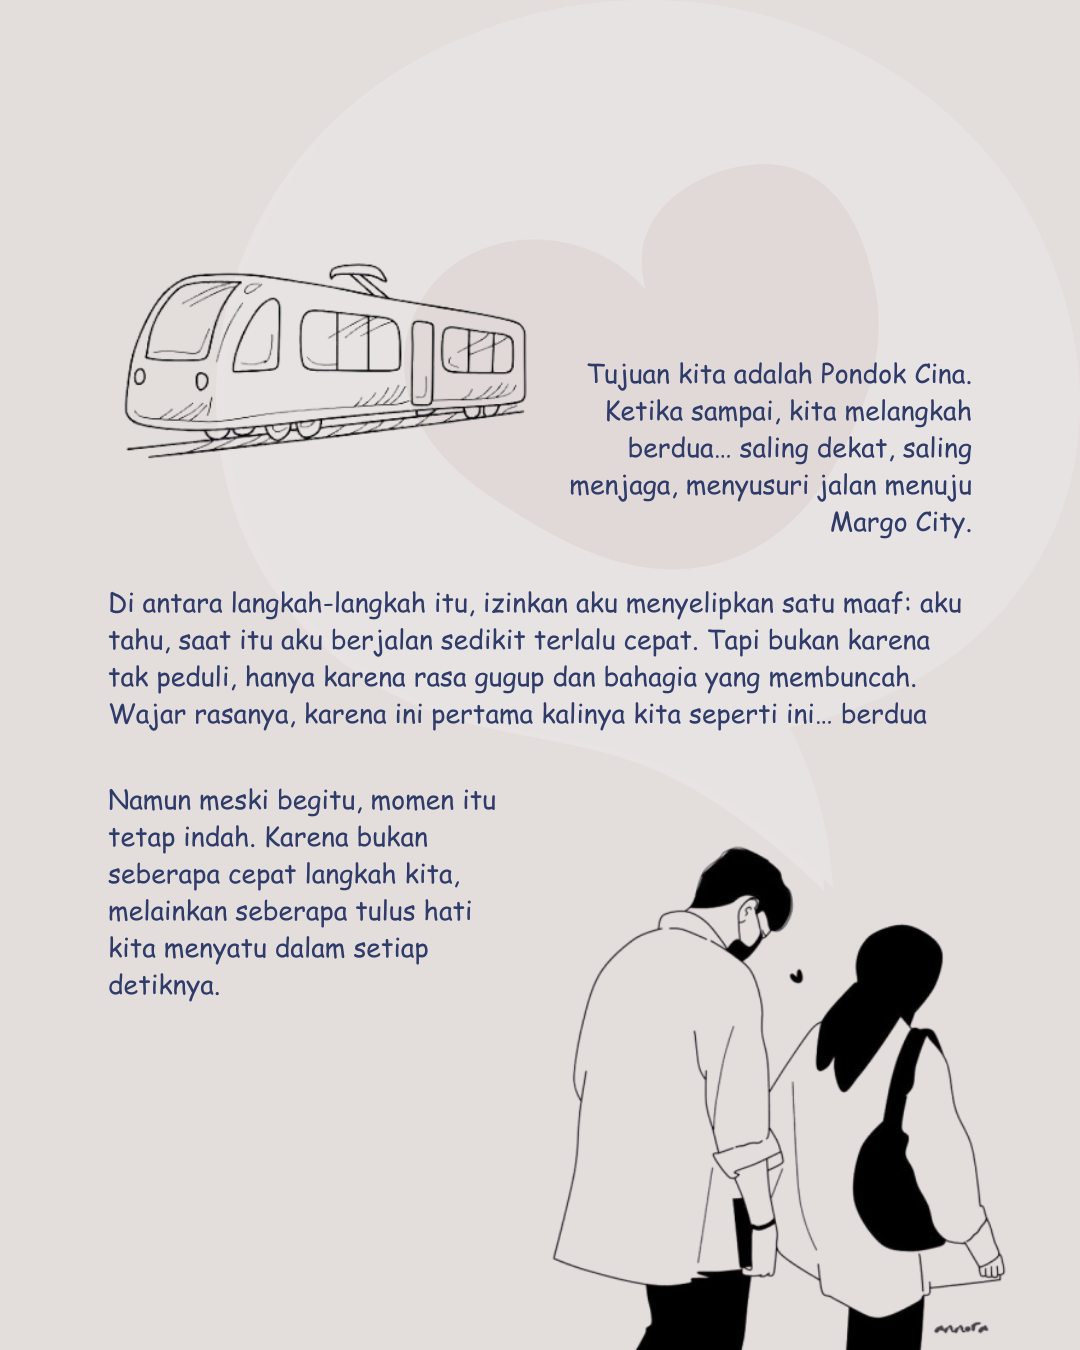 Tujuan kita adalah Pondok Cina.
Ketika sampai, kita melangkah
berdua... saling dekat, saling
menjaga, menyusuri jalan menuju
Margo City.
Di antara langkah-langkah itu, izinkan aku menyelipkan satu maaf: aku
tahu, saat itu aku berjalan sedikit terlalu cepat. Tapi bukan karena
tak peduli, hanya karena rasa gugup dan bahagia yang membuncah.
Wajar rasanya, karena ini pertama kalinya kita seperti ini... berdua
Namun meski begitu, momen itu
tetap indah. Karena bukan
seberapa cepat langkah kita,
melainkan seberapa tulus hati
kita menyatu dalam setiap
detiknya.
annora